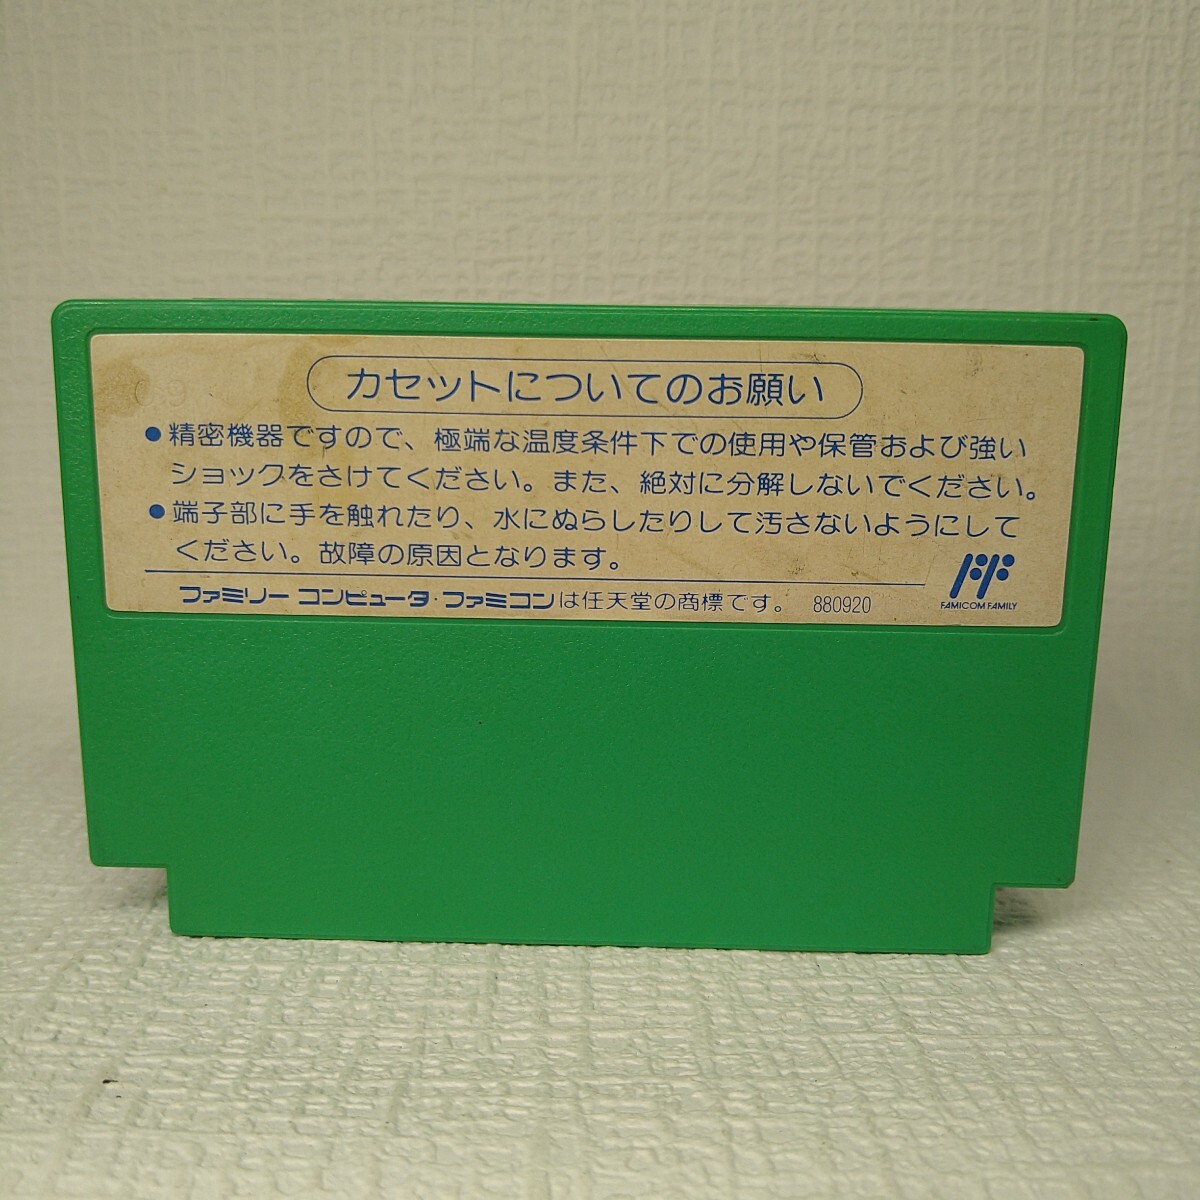 カセットについてのお願い
●精密機器ですので、極端な温度条件下での使用や保管および強い
ショックをさけてください。また、絶対に分解しないでください。
●端子部に手を触れたり、水にぬらしたりして汚さないようにして
ください。故障の原因となります。
ファミリーコンピュータ・ファミコンは任天堂の商標です。 880920
FF
FAMICOM FAMILY